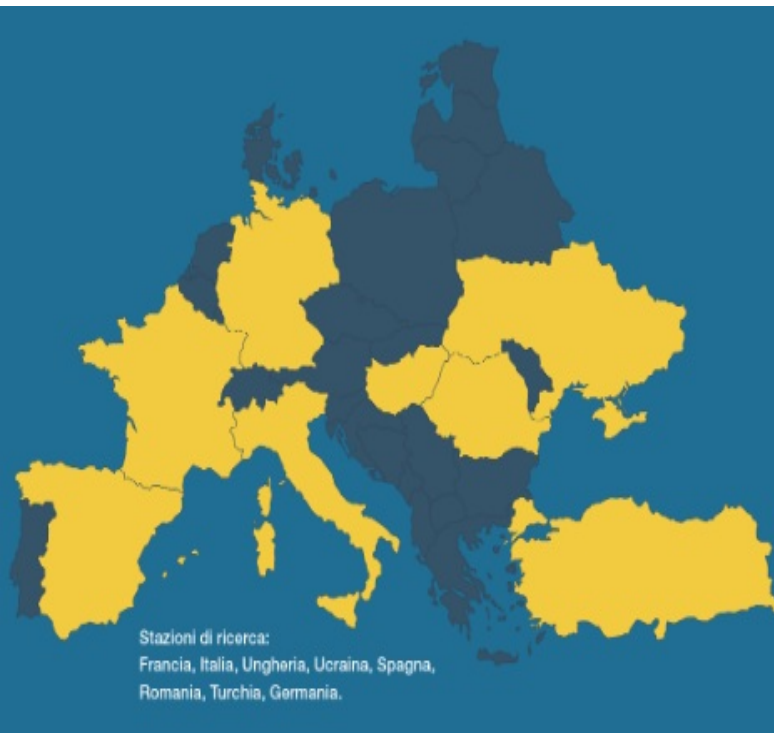 Stazioni di ricerca:
Francia, Italia, Ungheria, Ucraina, Spagna,
Romania, Turchia, Germania.